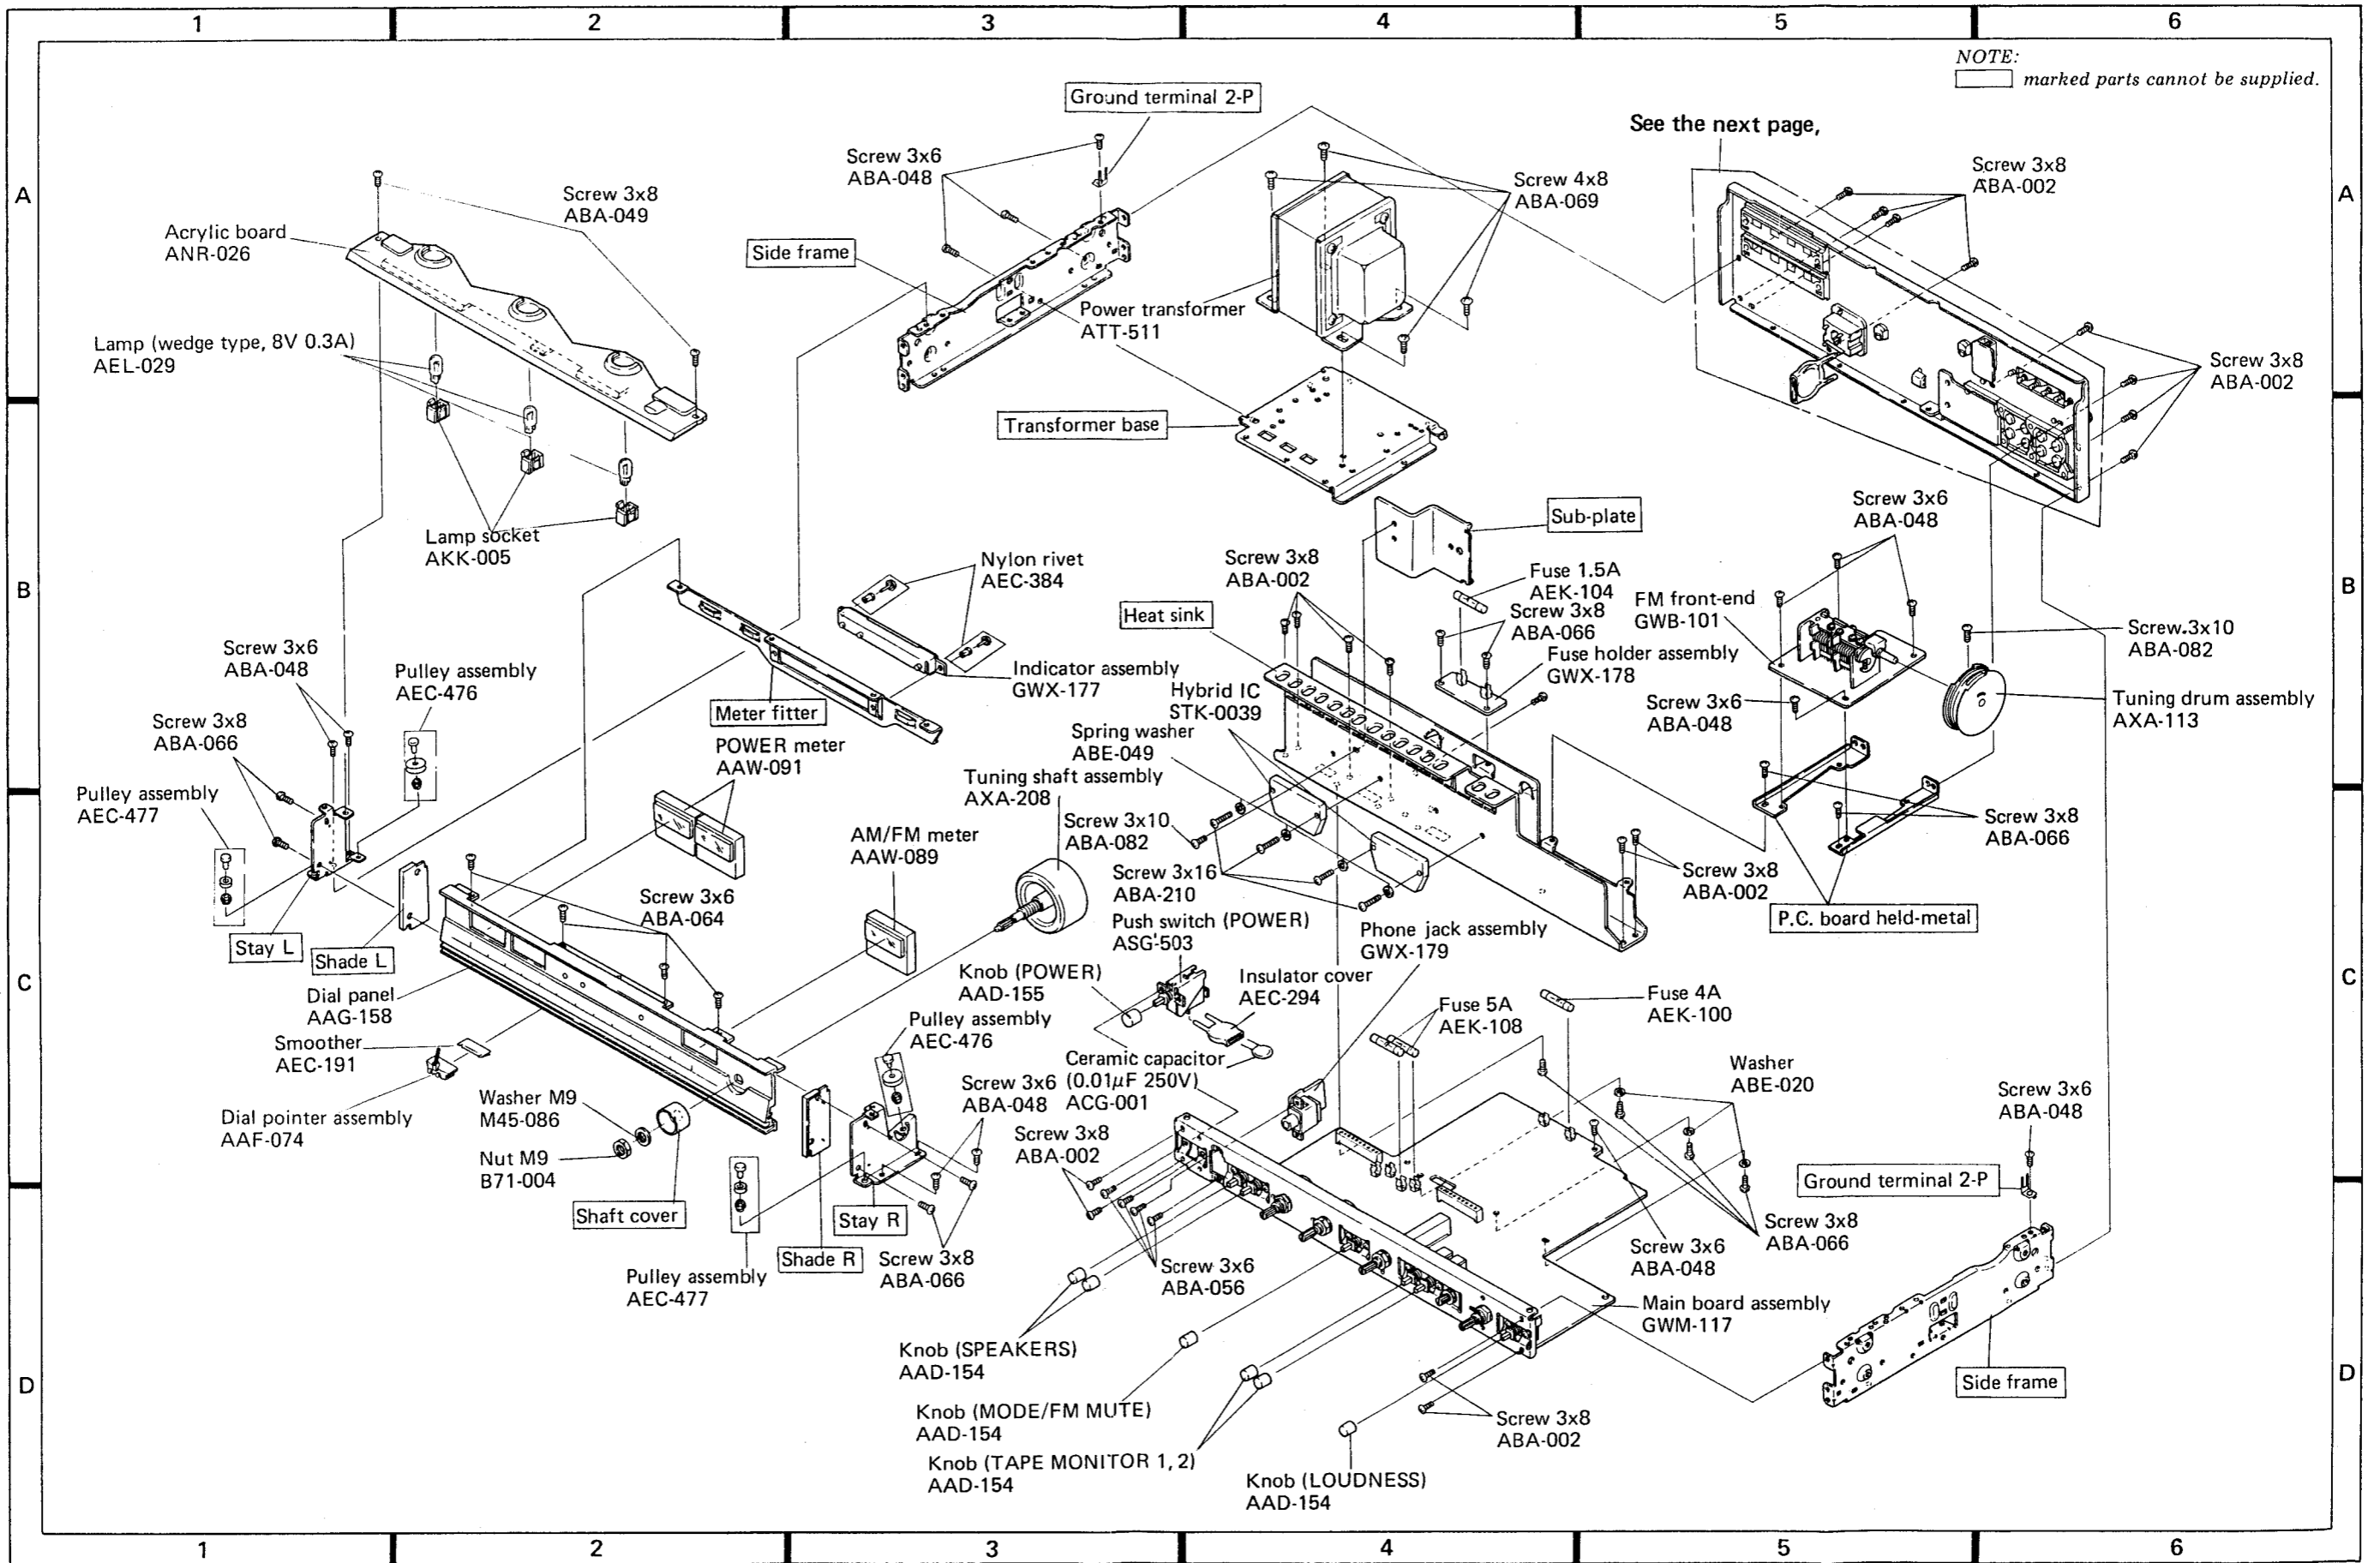 1 2 3 4 5 6
NOTE:
marked parts cannot be supplied.
A
A
B
B
C
C
D
D
Ground terminal 2-P
See the next page,
Screw 3x6
ABA-048
Screw 3x8
ABA-002
Screw 3x8
ABA-049
Screw 4x8
ABA-069
Acrylic board
ANR-026
Side frame
Power transformer
ATT-511
Lamp (wedge type, 8V 0.3A)
AEL-029
Screw 3x8
ABA-002
Transformer base
Lamp socket
AKK-005
Sub-plate
Screw 3x6
ABA-048
Nylon rivet
AEC-384
Screw 3x8
ABA-002
Fuse 1.5A
AEK-104
Screw 3x8
ABA-066
FM front-end
GWB-101
Heat sink
Screw.3x10
ABA-082
Screw 3x6
ABA-048
Pulley assembly
AEC-476
Indicator assembly
GWX-177
Fuse holder assembly
GWX-178
Hybrid IC
STK-0039
Screw 3x6
ABA-048
Tuning drum assembly
AXA-113
Screw 3x8
ABA-066
Meter fitter
POWER meter
AAW-091
Spring washer
ABE-049
Tuning shaft assembly
AXA-208
Pulley assembly
AEC-477
Screw 3x10
ABA-082
AM/FM meter
AAW-089
Screw 3x8
ABA-066
Screw 3x16
ABA-210
Screw 3x8
ABA-002
Screw 3x6
ABA-064
Push switch (POWER)
ASG-503
Phone jack assembly
GWX-179
P.C. board held-metal
Stay L
Shade L
Knob (POWER)
AAD-155
Insulator cover
AEC-294
Dial panel
AAG-158
Fuse 5A
AEK-108
Fuse 4A
AEK-100
Pulley assembly
AEC-476
Smoother
AEC-191
Ceramic capacitor
(0.01μF 250V)
ACG-001
Washer
ABE-020
Screw 3x6
ABA-048
Screw 3x6
ABA-048
Washer M9
M45-086
Dial pointer assembly
AAF-074
Screw 3x8
ABA-002
Nut M9
B71-004
Ground terminal 2-P
Shaft cover
Stay R
Shade R
Screw 3x8
ABA-066
Screw 3x8
ABA-066
Screw 3x6
ABA-048
Screw 3x6
ABA-056
Pulley assembly
AEC-477
Main board assembly
GWM-117
Knob (SPEAKERS)
AAD-154
Side frame
Knob (MODE/FM MUTE)
AAD-154
Screw 3x8
ABA-002
Knob (TAPE MONITOR 1, 2)
AAD-154
Knob (LOUDNESS)
AAD-154
1 2 3 4 5 6